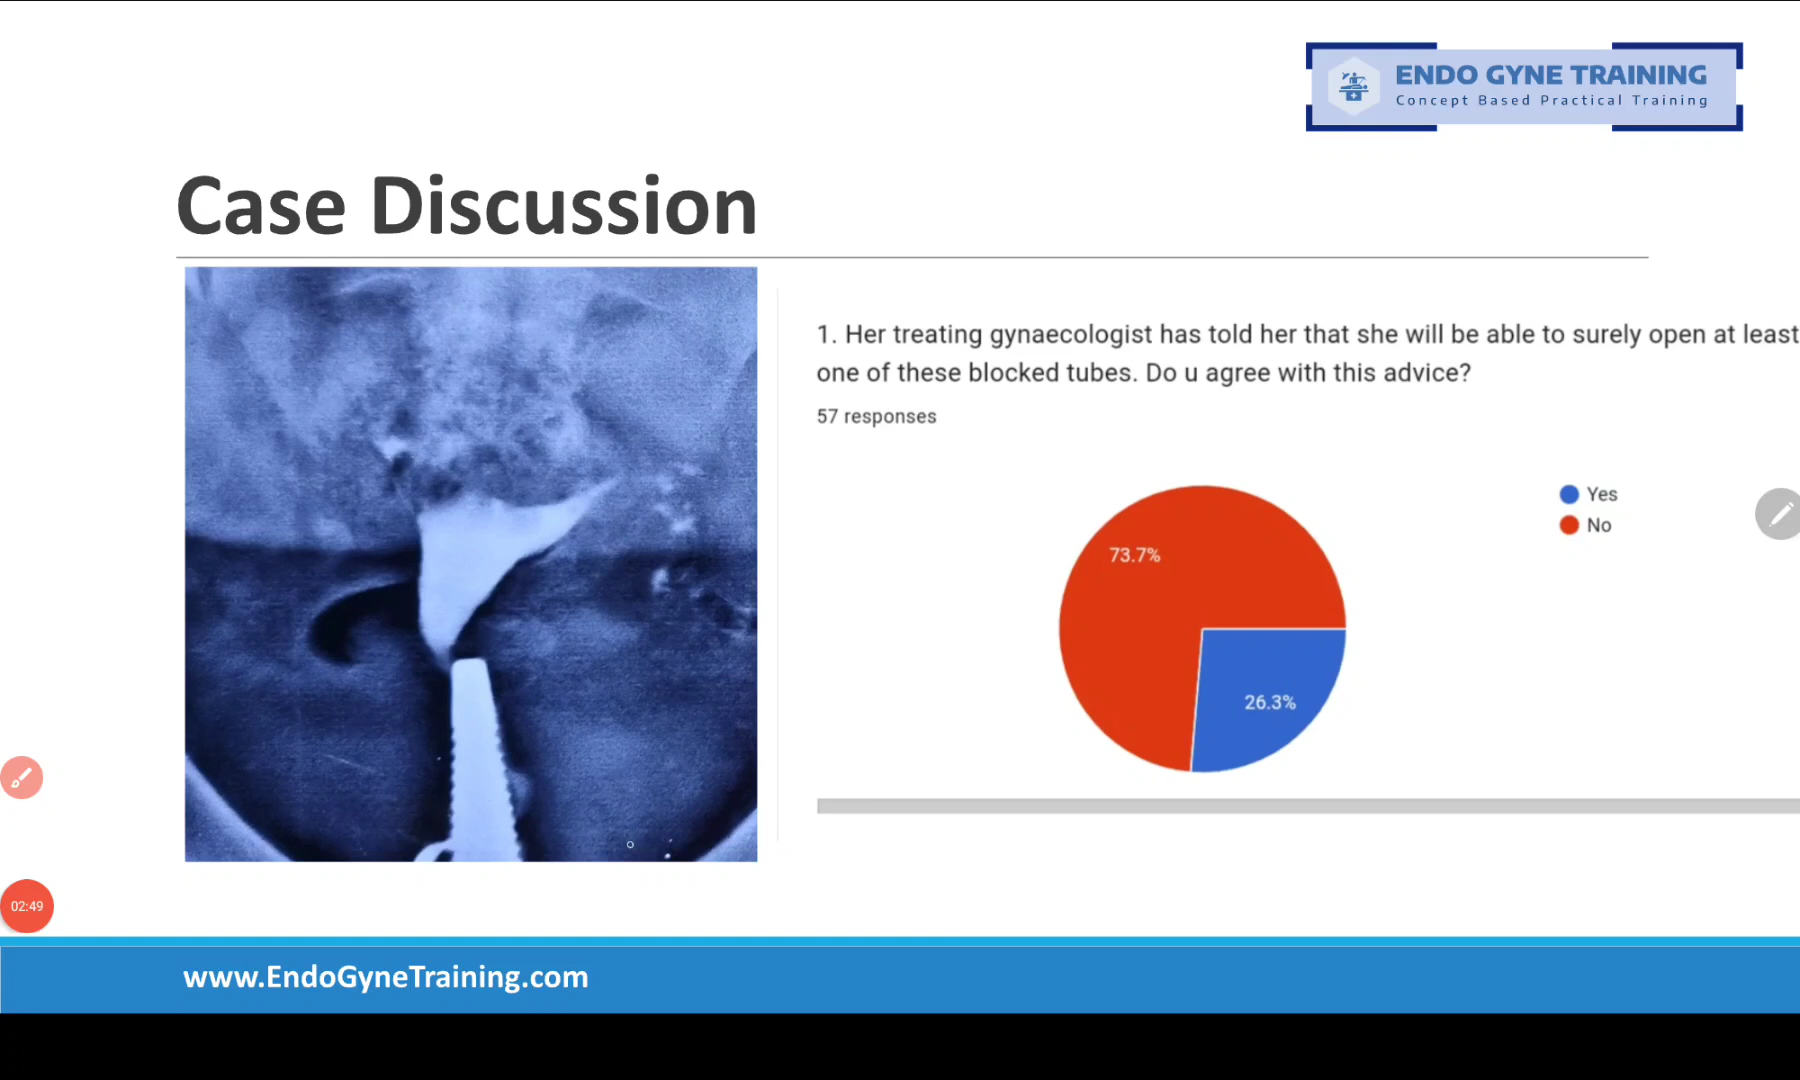 ENDO GYNE TRAINING
Concept Based Practical Training
Case Discussion
1. Her treating gynaecologist has told her that she will be able to surely open at least
one of these blocked tubes. Do u agree with this advice?
57 responses
Yes
No
73.7%
26.3%
02:49
www.EndoGyneTraining.com